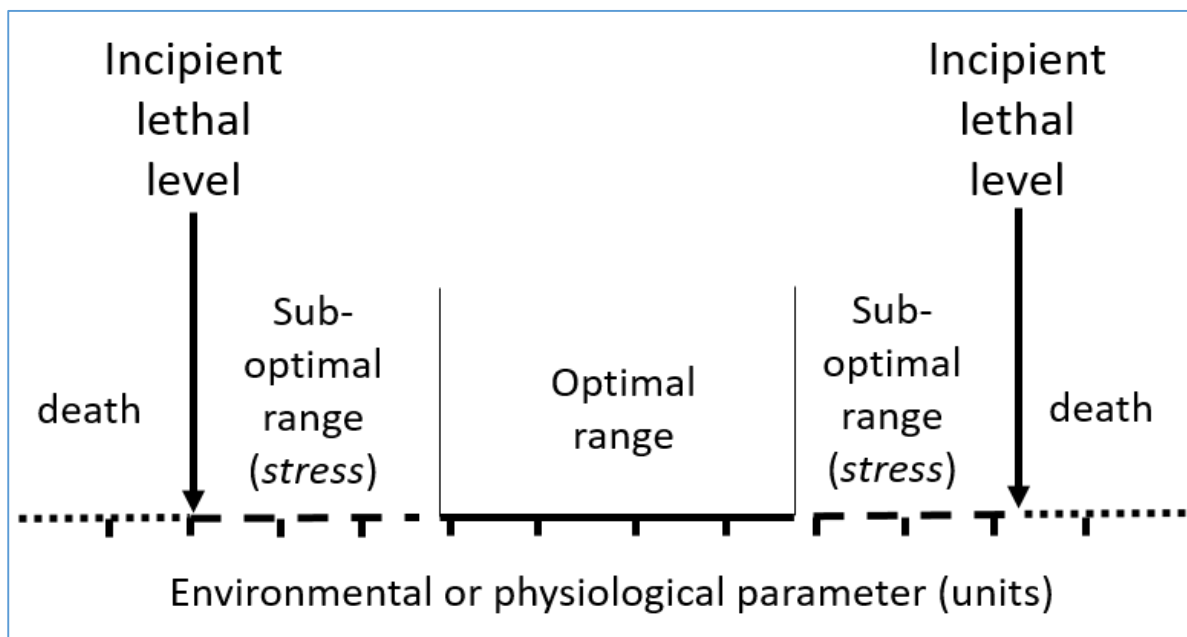 Incipient
lethal
level
Incipient
lethal
level
death
Sub-
optimal
range
(stress)
Optimal
range
Sub-
optimal
range
(stress)
death
Environmental or physiological parameter (units)